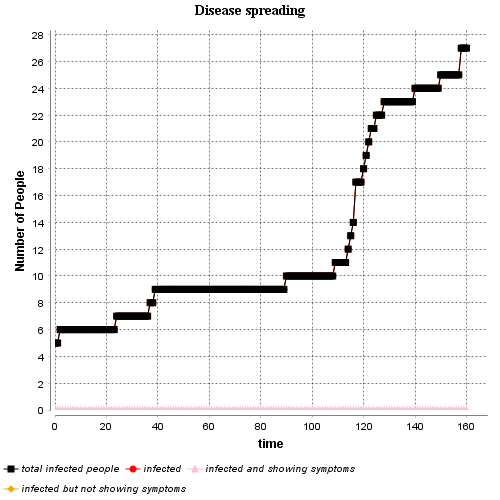 Disease spreading
28
26
24
22
20
18
16
14
12
10
8
6
4
2
0
Number of People
0 20 40 60 80 100 120 140 160
time
total infected people infected infected and showing symptoms
infected but not showing symptoms